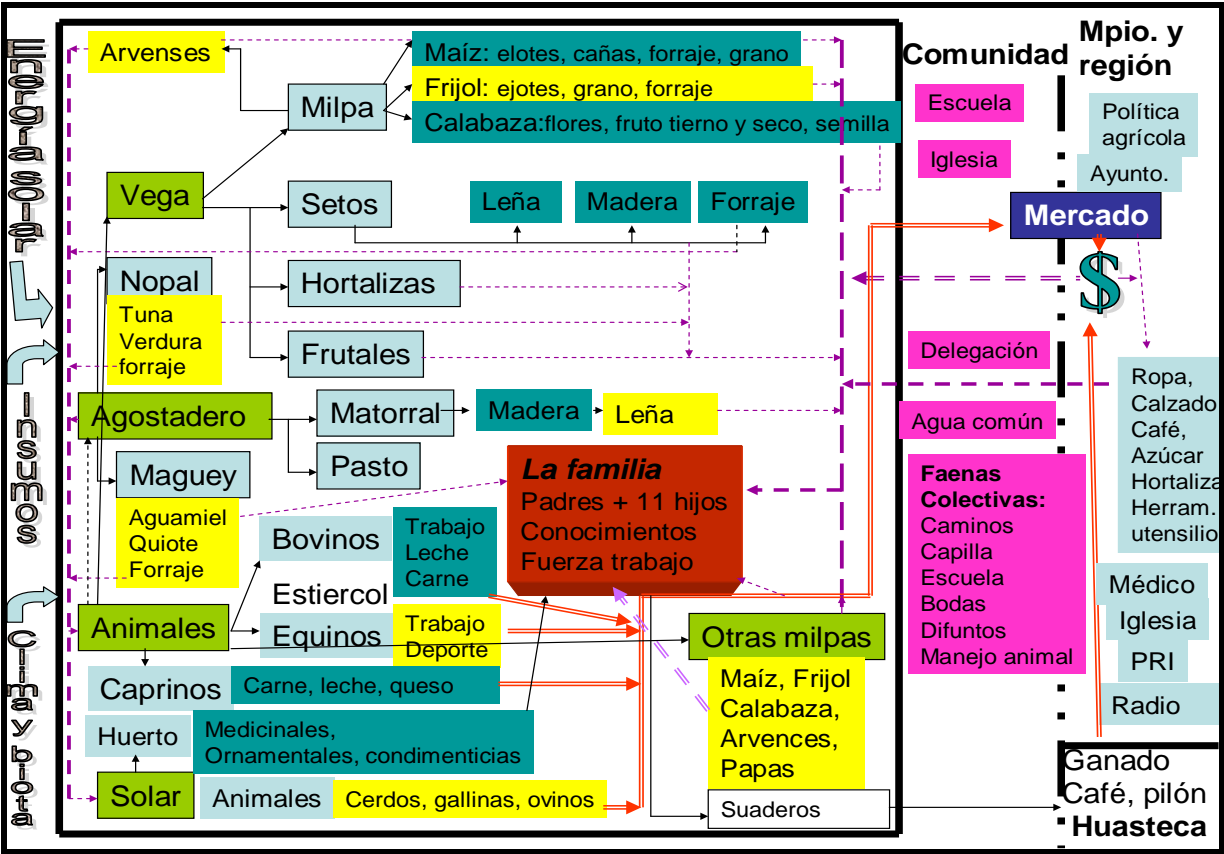 Energía solar
Insumos
Clima y biota
Arvenses
Milpa
Maíz: elotes, cañas, forraje, grano
Frijol: ejotes, grano, forraje
Calabaza:flores, fruto tierno y seco, semilla
Vega
Setos
Leña
Madera
Forraje
Nopal
Tuna
Verdura
forraje
Hortalizas
Frutales
Agostadero
Matorral
Madera
Leña
Pasto
Maguey
Aguamiel
Quiote
Forraje
La familia
Padres + 11 hijos
Conocimientos
Fuerza trabajo
Bovinos
Trabajo
Leche
Carne
Estiercol
Animales
Equinos
Trabajo
Deporte
Otras milpas
Maíz, Frijol
Calabaza,
Arvences,
Papas
Caprinos
Carne, leche, queso
Huerto
Medicinales,
Ornamentales, condimenticias
Solar
Animales
Cerdos, gallinas, ovinos
Suaderos
Comunidad
Escuela
Iglesia
Delegación
Agua común
Faenas
Colectivas:
Caminos
Capilla
Escuela
Bodas
Difuntos
Manejo animal
Mpio. y
región
Política
agrícola
Ayunto.
Mercado
$
Ropa,
Calzado
Café,
Azúcar
Hortaliza
Herram.
utensilio
Médico
Iglesia
PRI
Radio
Ganado
Café, pilón
Huasteca